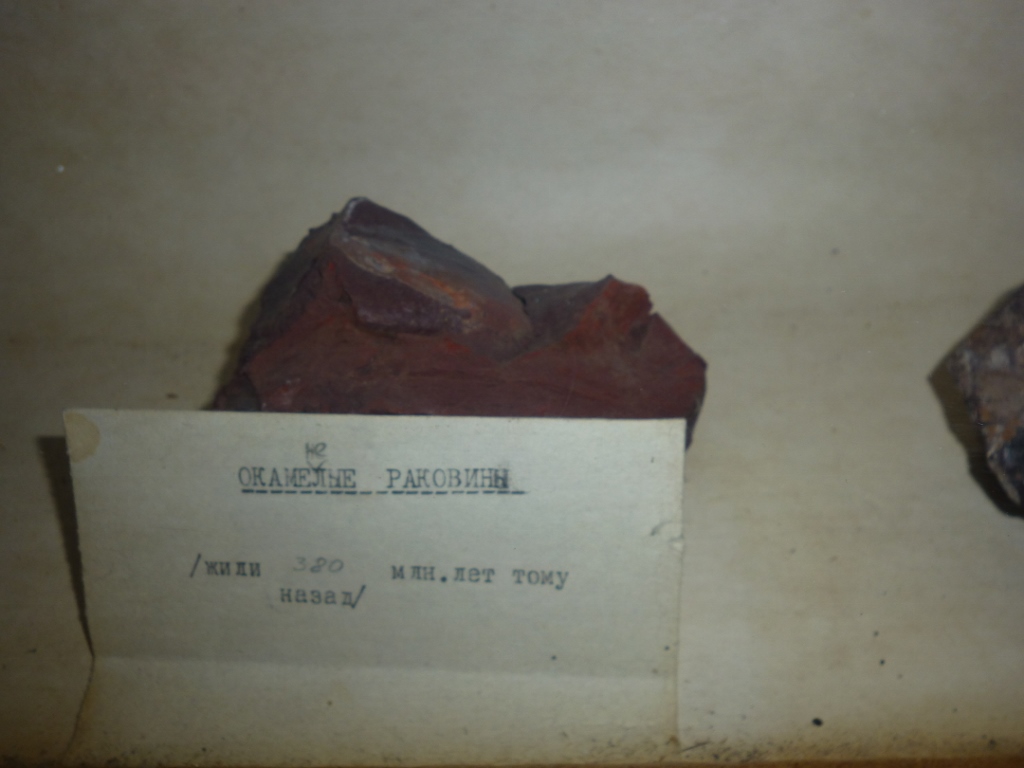 не
ОКАМЕЛЫЕ РАКОВИНЫ
/жили 380 млн.лет тому
назад/